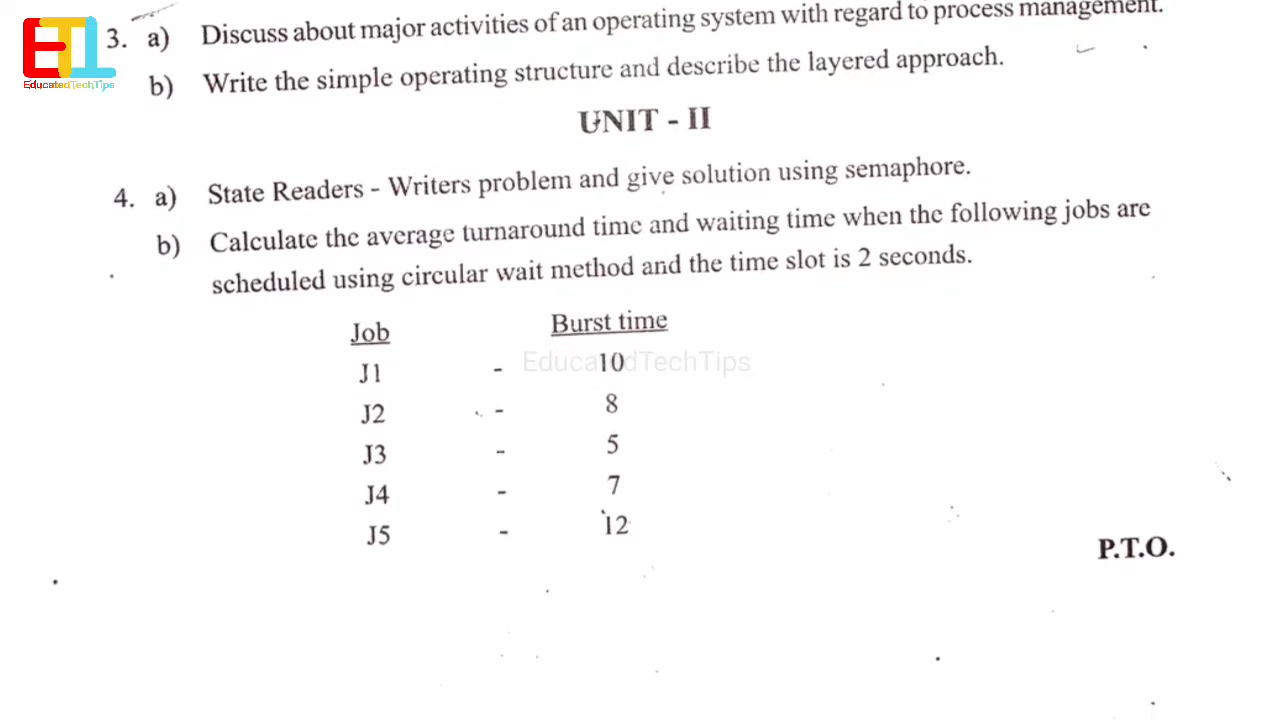 ETL
EducatedTechTips
3. a) Discuss about major activities of an operating system with regard to process management.
b) Write the simple operating structure and describe the layered approach.
UNIT - II
4. a) State Readers - Writers problem and give solution using semaphore.
b) Calculate the average turnaround time and waiting time when the following jobs are
scheduled using circular wait method and the time slot is 2 seconds.
Job Burst time
J1 - 10
EducatedTechTips
J2 - 8
J3 - 5
J4 - 7
J5 - 12
P.T.O.